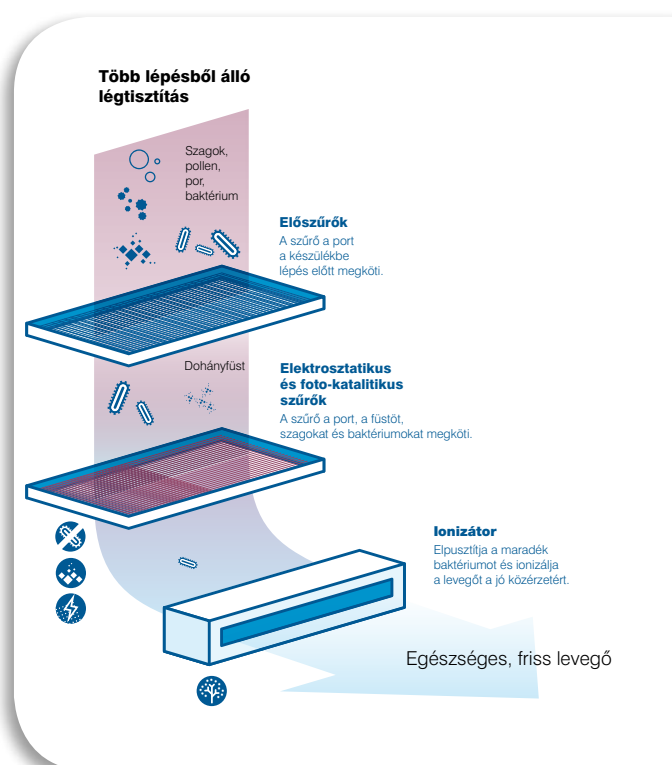 Több lépésből álló
légtisztítás
Szagok,
pollen,
por,
baktérium
Előszűrők
A szűrő a port
a készülékbe
lépés előtt megköti.
Dohányfüst
Elektrosztatikus
és foto-katalitikus
szűrők
A szűrő a port, a füstöt,
szagokat és baktériumokat megköti.
Ionizátor
Elpusztítja a maradék
baktériumot és ionizálja
a levegőt a jó közérzetért.
Egészséges, friss levegő